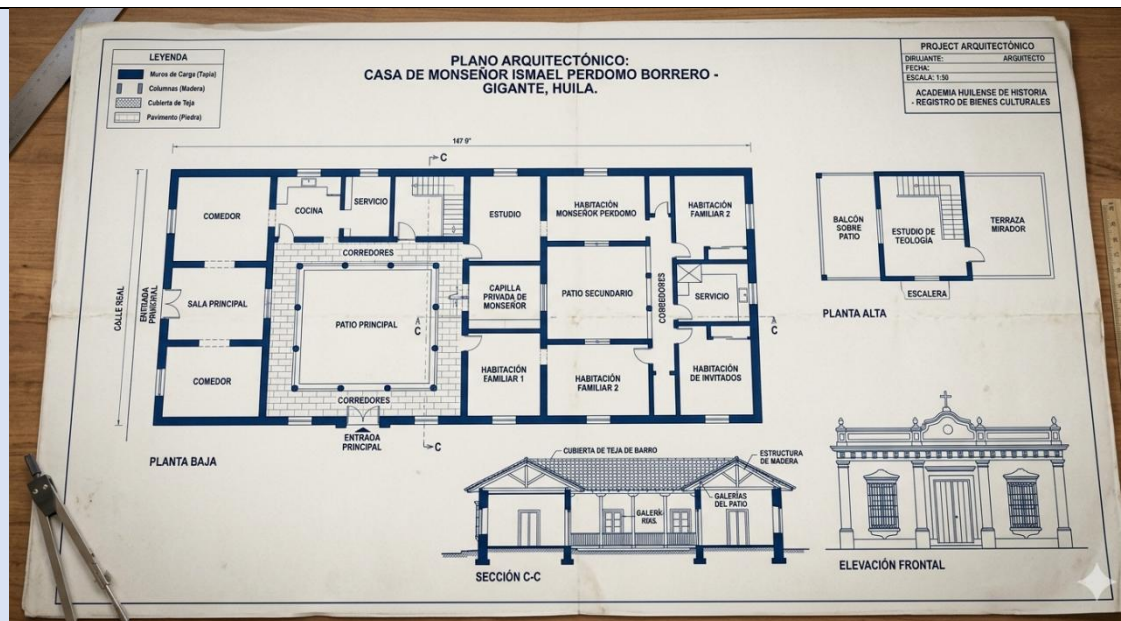 LEYENDA
Muros de Carga (Tapia)
Columnas (Madera)
Cubierta de Teja
Pavimento (Piedra)
PLANO ARQUITECTÓNICO:
CASA DE MONSEÑOR ISMAEL PERDOMO BORRERO -
GIGANTE, HUILA.
PROJECT ARQUITECTÓNICO
DIRUJANTE: ARQUITECTO
FECHA:
ESCALA: 1:50
ACADEMIA HUILENSE DE HISTORIA
- REGISTRO DE BIENES CULTURALES
147 9"
C
COMEDOR
COCINA
SERVICIO
ESTUDIO
HABITACIÓN
MONSEÑOR PERDOMO
HABITACIÓN
FAMILIAR 2
CORREDORES
CALLE REAL
ENTRADA
PRINCIPAL
SALA PRINCIPAL
PATIO PRINCIPAL
CAPILLA
PRIVADA DE
MONSEÑOR
PATIO SECUNDARIO
CORREDORES
SERVICIO
C
C
COMEDOR
CORREDORES
HABITACIÓN
EAMILIAR 1
HABITACIÓN
FAMILIAR 2
HABITACIÓN
DE INVITADOS
ENTRAOA
PRINCIPAL
C
PLANTA BAJA
BALCÓN
SOBRE
PATIO
ESTUDIO DE
TEOLOGÍA
TERRAZA
MIRADOR
ESCALERA
PLANTA ALTA
CUBIERTA DE TEJA DE BARRO
ESTRUCTURA
DE MADERA
GALERÍAS
DEL PATIO
RÍAS.
SECCIÓN C-C
ELEVACIÓN FRONTAL